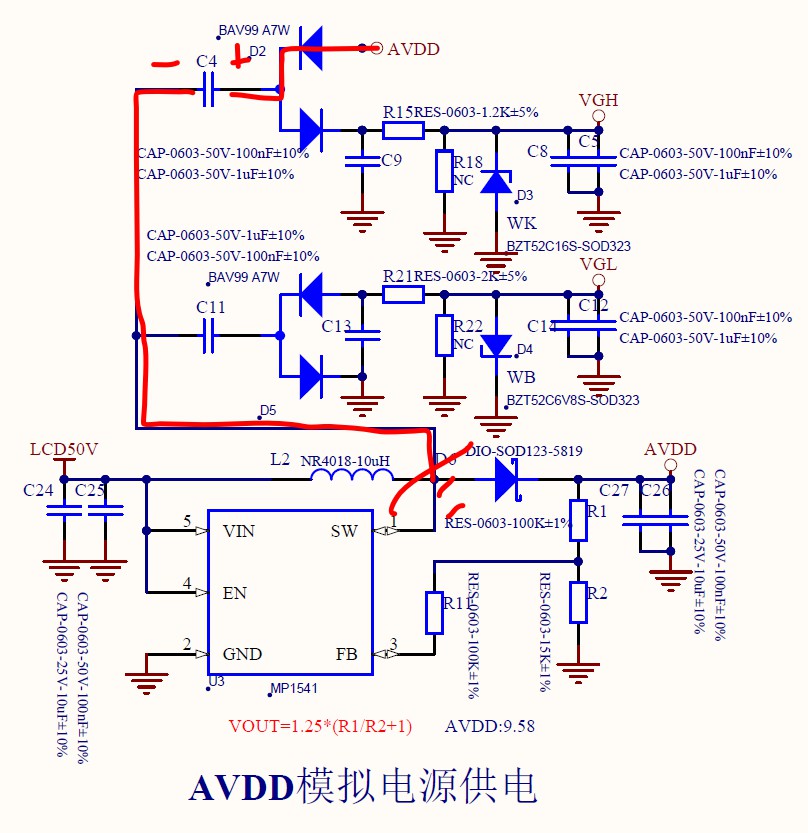 BAV99 A7W
D2
C4
AVDD
VGH
R15 RES-0603-1.2K±5%
C8
C5
CAP-0603-50V-100nF±10%
CAP-0603-50V-1uF±10%
C9
R18
NC
CAP-0603-50V-100nF±10%
CAP-0603-50V-1uF±10%
D3
WK
BZT52C16S-SOD323
CAP-0603-50V-1uF±10%
CAP-0603-50V-100nF±10%
VGL
BAV99 A7W
R21 RES-0603-2K±5%
C11
C13
R22
NC
C14
C12
CAP-0603-50V-100nF±10%
CAP-0603-50V-1uF±10%
D4
WB
BZT52C6V8S-SOD323
D5
LCD50V
L2
NR4018-10uH
D6
DIO-SOD123-5819
AVDD
C24
C25
C27
C26
5
VIN
SW
1
RES-0603-100K±1%
R1
4
EN
R11
R2
2
GND
FB
3
U3
MP1541
CAP-0603-25V-10uF±10%
CAP-0603-50V-100nF±10%
RES-0603-100K±1%
RES-0603-15K±1%
CAP-0603-25V-10uF±10%
CAP-0603-50V-100nF±10%
VOUT=1.25*(R1/R2+1)
AVDD:9.58
AVDD模拟电源供电